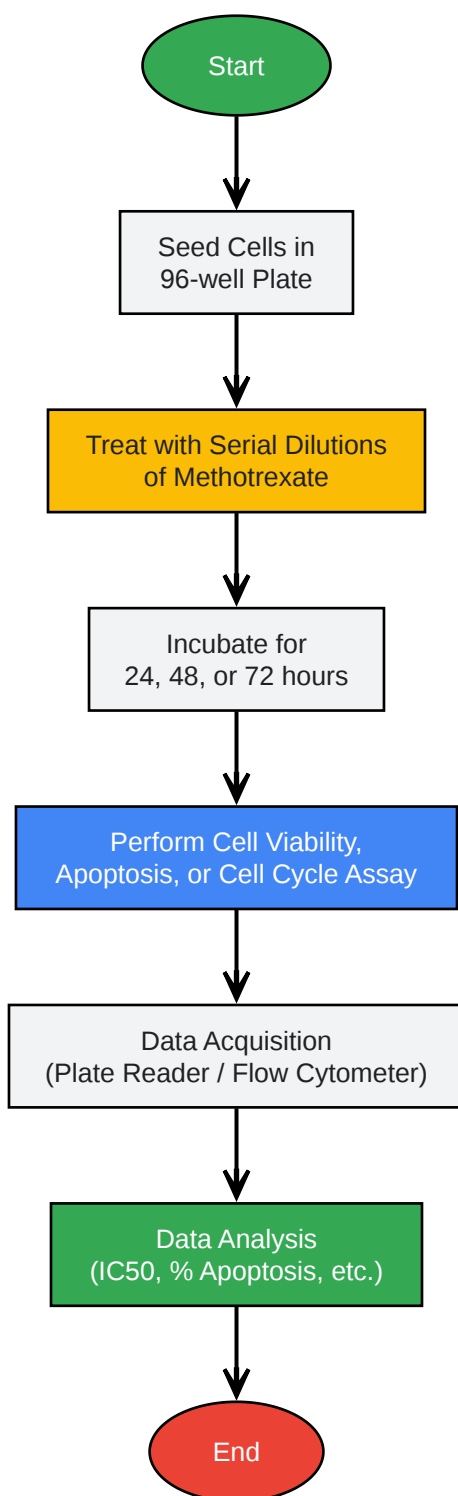 Start
Seed Cells in
96-well Plate
Treat with Serial Dilutions
of Methotrexate
Incubate for
24, 48, or 72 hours
Perform Cell Viability,
Apoptosis, or Cell Cycle Assay
Data Acquisition
(Plate Reader / Flow Cytometer)
Data Analysis
(IC50, % Apoptosis, etc.)
End